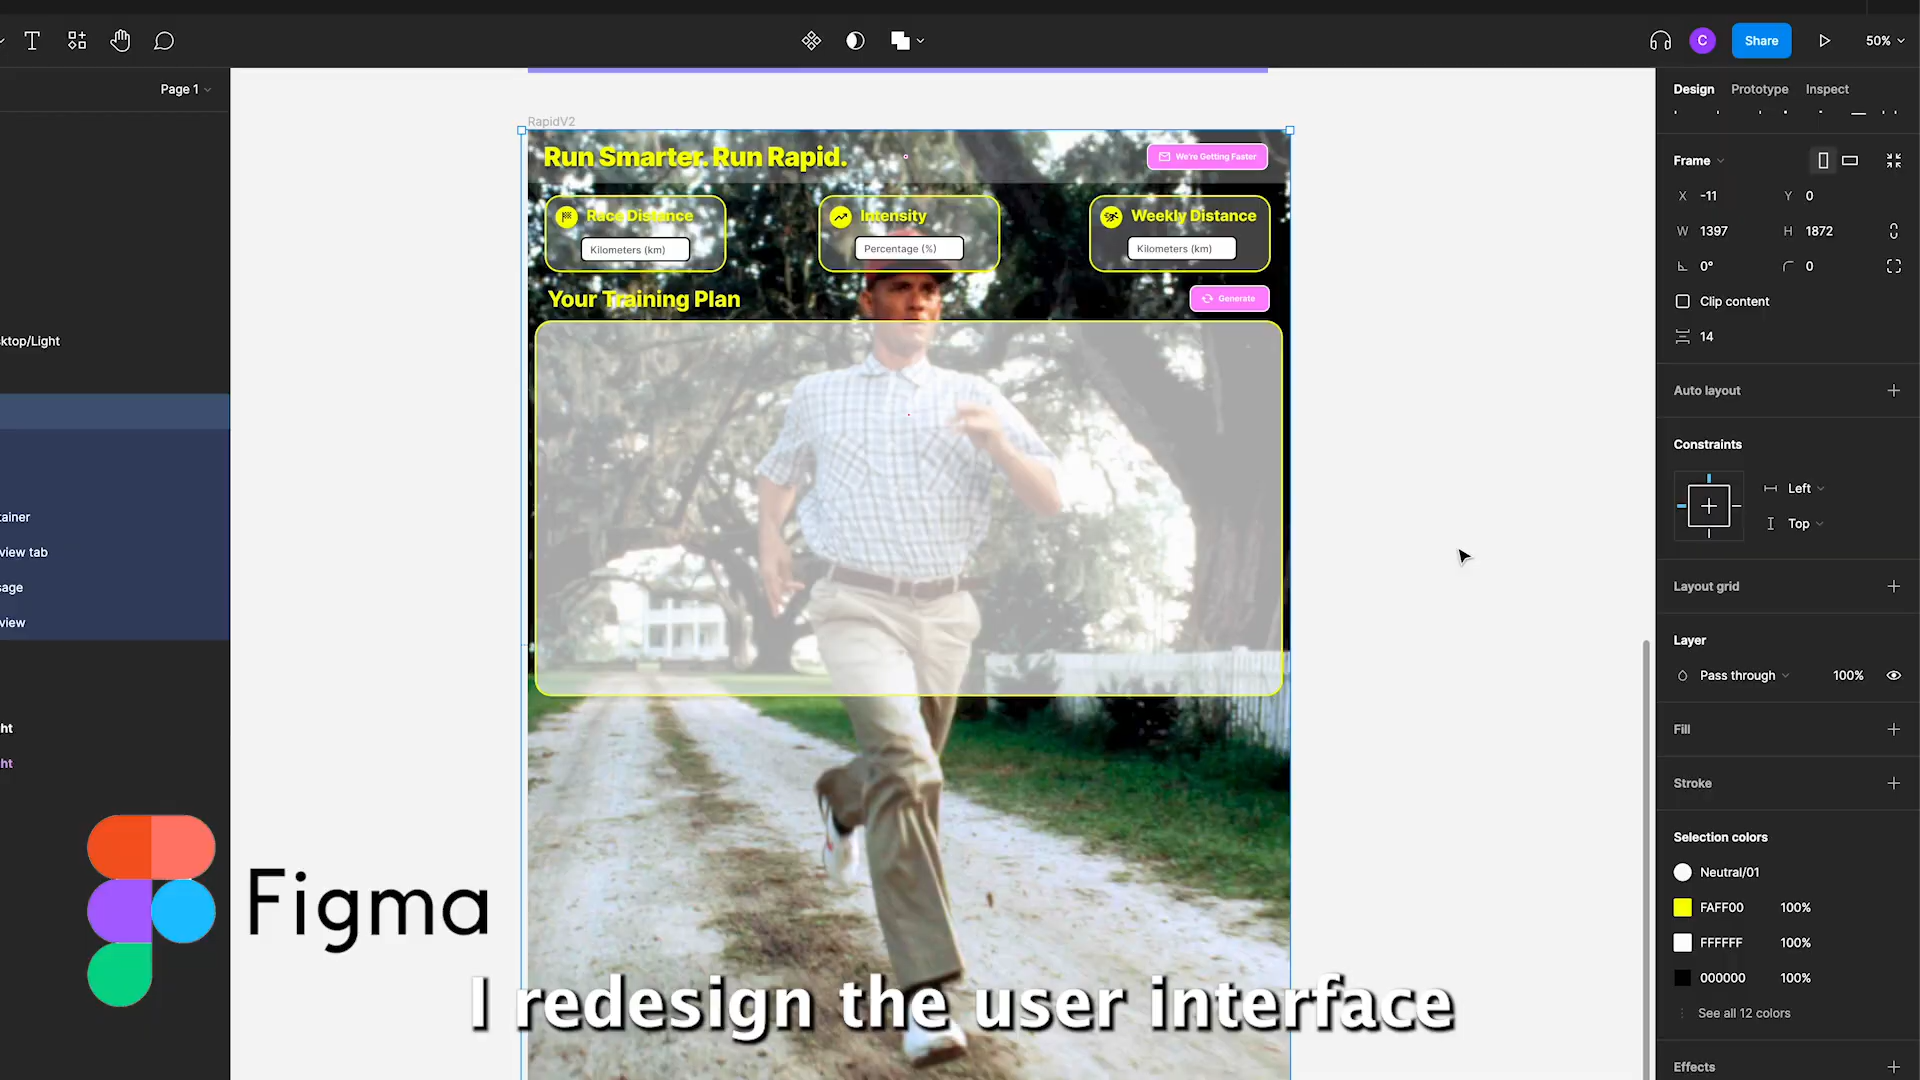 C
Share
50%
Page 1
Design
Prototype
Inspect
RapidV2
Run Smarter. Run Rapid.
We're Getting Faster
Frame
X -11
Y 0
Race Distance
Intensity
Weekly Distance
W 1397
H 1872
Kilometers (km)
Percentage (%)
Kilometers (km)
0°
0
Your Training Plan
Generate
Clip content
14
ktop/Light
Auto layout
Constraints
Left
Top
tainer
view tab
sage
view
Layout grid
Layer
Pass through
100%
ht
ht
Fill
Stroke
Selection colors
Neutral/01
FAFF00 100%
FFFFFF 100%
000000 100%
See all 12 colors
Effects
Figma
I redesign the user interface